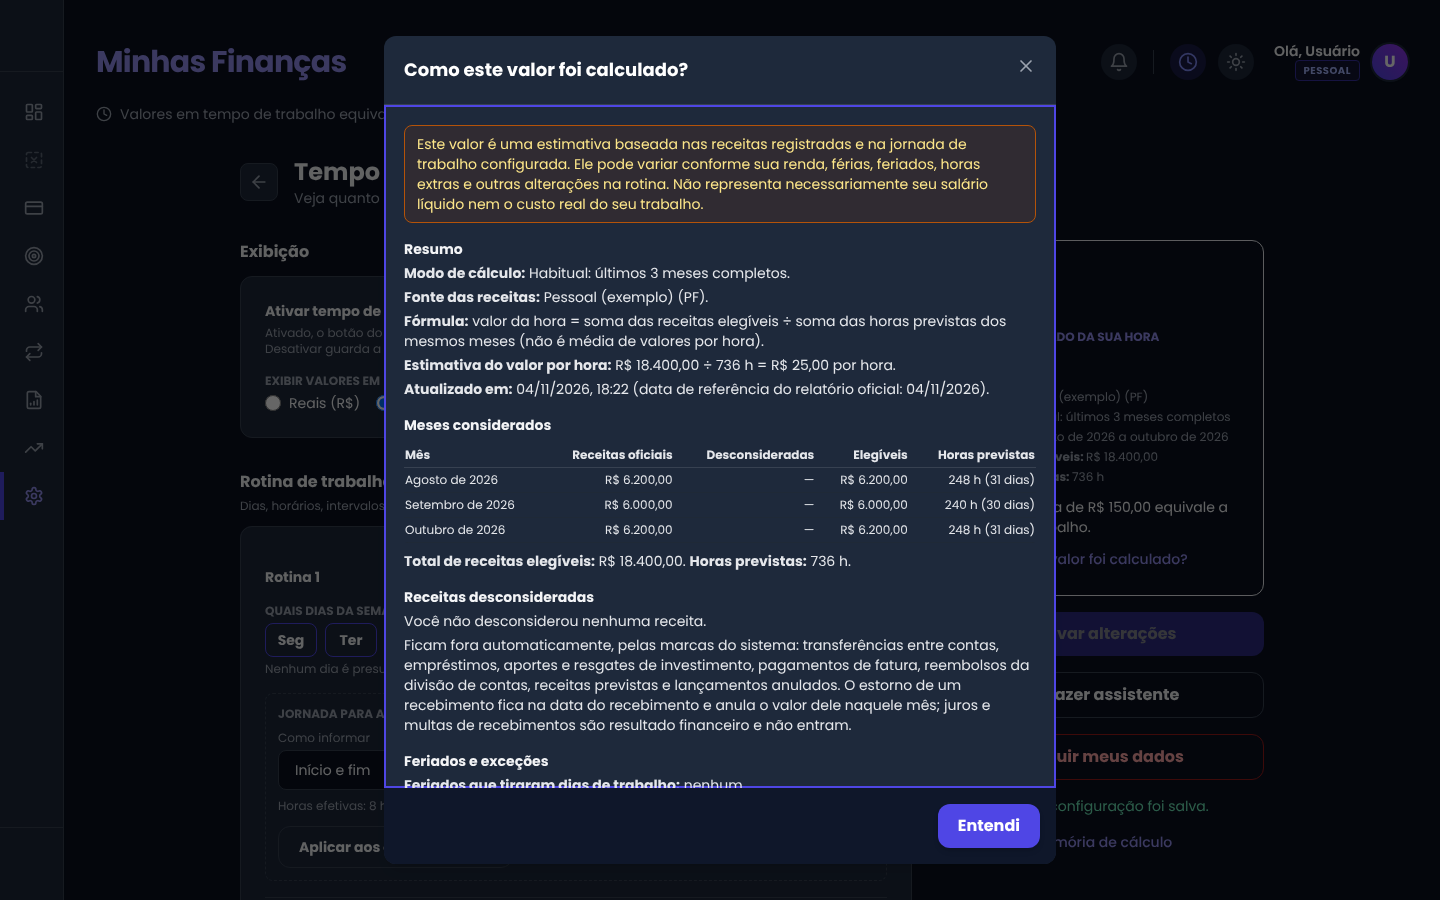 Minhas Finanças
Olá, Usuário
PESSOAL
U
Valores em tempo de trabalho equiva
Tempo
Veja quanto
Exibição
Ativar tempo de
Ativado, o botão do
Desativar guarda a
EXIBIR VALORES EM
Reais (R$)
Rotina de trabalho
Dias, horários, intervalos
Rotina 1
QUAIS DIAS DA SEMA
Seg
Ter
Nenhum dia é presu
JORNADA PARA A
Como informar
Início e fim
Horas efetivas: 8 h
Aplicar aos
Como este valor foi calculado?
Este valor é uma estimativa baseada nas receitas registradas e na jornada de
trabalho configurada. Ele pode variar conforme sua renda, férias, feriados, horas
extras e outras alterações na rotina. Não representa necessariamente seu salário
líquido nem o custo real do seu trabalho.
Resumo
Modo de cálculo: Habitual: últimos 3 meses completos.
Fonte das receitas: Pessoal (exemplo) (PF).
Fórmula: valor da hora = soma das receitas elegíveis ÷ soma das horas previstas dos
mesmos meses (não é média de valores por hora).
Estimativa do valor por hora: R$ 18.400,00 ÷ 736 h = R$ 25,00 por hora.
Atualizado em: 04/11/2026, 18:22 (data de referência do relatório oficial: 04/11/2026).
Meses considerados
Mês Receitas oficiais Desconsideradas Elegíveis Horas previstas
Agosto de 2026 R$ 6.200,00 — R$ 6.200,00 248 h (31 dias)
Setembro de 2026 R$ 6.000,00 — R$ 6.000,00 240 h (30 dias)
Outubro de 2026 R$ 6.200,00 — R$ 6.200,00 248 h (31 dias)
Total de receitas elegíveis: R$ 18.400,00. Horas previstas: 736 h.
Receitas desconsideradas
Você não desconsiderou nenhuma receita.
Ficam fora automaticamente, pelas marcas do sistema: transferências entre contas,
empréstimos, aportes e resgates de investimento, pagamentos de fatura, reembolsos da
divisão de contas, receitas previstas e lançamentos anulados. O estorno de um
recebimento fica na data do recebimento e anula o valor dele naquele mês; juros e
multas de recebimentos são resultado financeiro e não entram.
Feriados e exceções
Feriados que tiraram dias de trabalho: nenhum
Entendi
DO DA SUA HORA
(exemplo) (PF)
l: últimos 3 meses completos
o de 2026 a outubro de 2026
veis: R$ 18.400,00
as: 736 h
a de R$ 150,00 equivale a
alho.
valor foi calculado?
var alterações
azer assistente
uir meus dados
configuração foi salva.
mória de cálculo